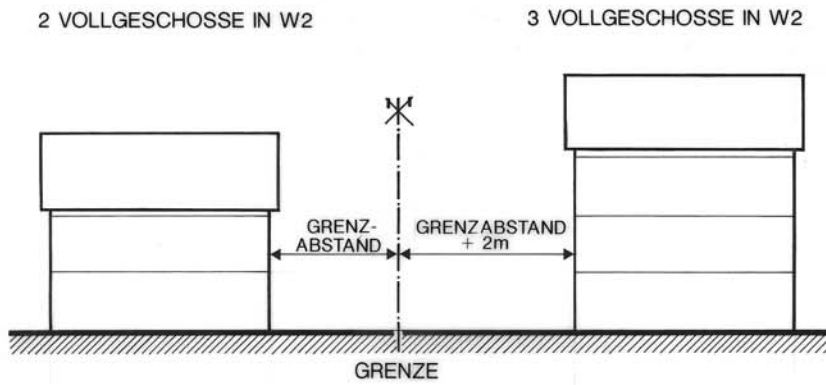 2 VOLLGESCHOSSE IN W2
3 VOLLGESCHOSSE IN W2
GRENZ-
ABSTAND
GRENZABSTAND
+ 2m
GRENZE